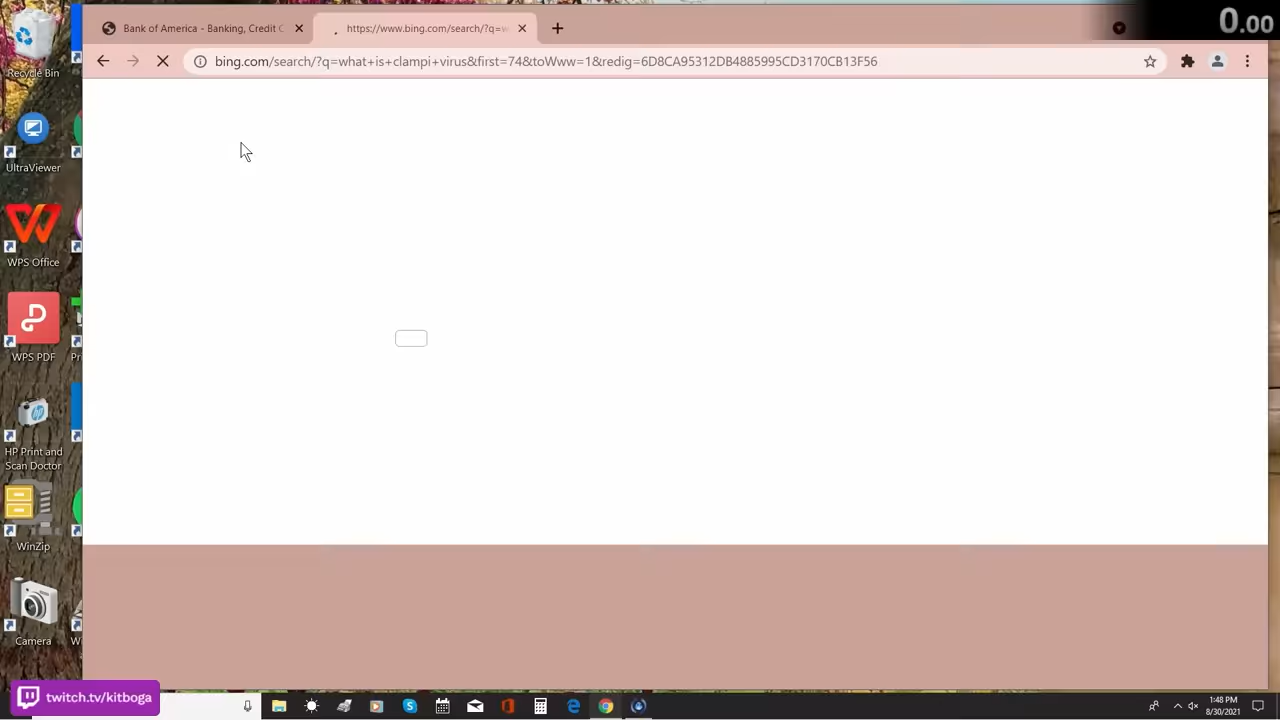 Bank of America - Banking, Credit C
https://www.bing.com/search/?q=w
0.00
bing.com/search/?q=what+is+clampi+virus&first=74&toWww=1&redig=6D8CA95312DB4885995CD3170CB13F56
Recycle Bin
UltraViewer
WPS Office
WPS PDF
Pri
HP Print and
Scan Doctor
WinZip
Camera
W
twitch.tv/kitboga
1:48 PM
8/30/2021